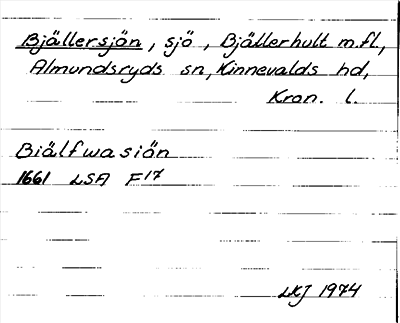 Bjällersjön, sjö, Bjällerhult m.fl.,
Almundsryds sn, Kinnevalds hd,
Kron. l.
Biälfwasiön
1661 LSA F17
LKJ 1974